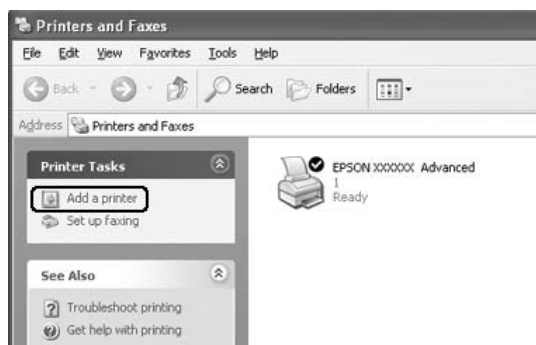 Printers and Faxes
File Edit View Favorites Tools Help
Back Search Folders
Address Printers and Faxes
Printer Tasks
Add a printer
Set up faxing
See Also
Troubleshoot printing
Get help with printing
EPSON XXXXXX Advanced
1
Ready